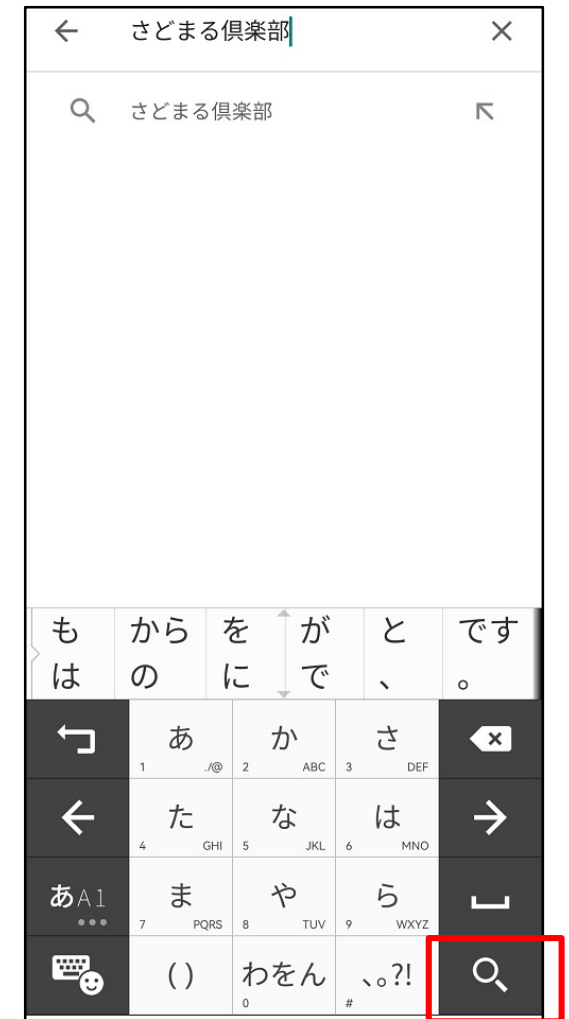 さどまる倶楽部
さどまる倶楽部
も から を が と です
は の に で 、 。
あ か さ
1 ./@ 2 ABC 3 DEF
た な は
4 GHI 5 JKL 6 MNO
あA1 ま や ら
7 PQRS 8 TUV 9 WXYZ
() わをん 、。?!
0 #